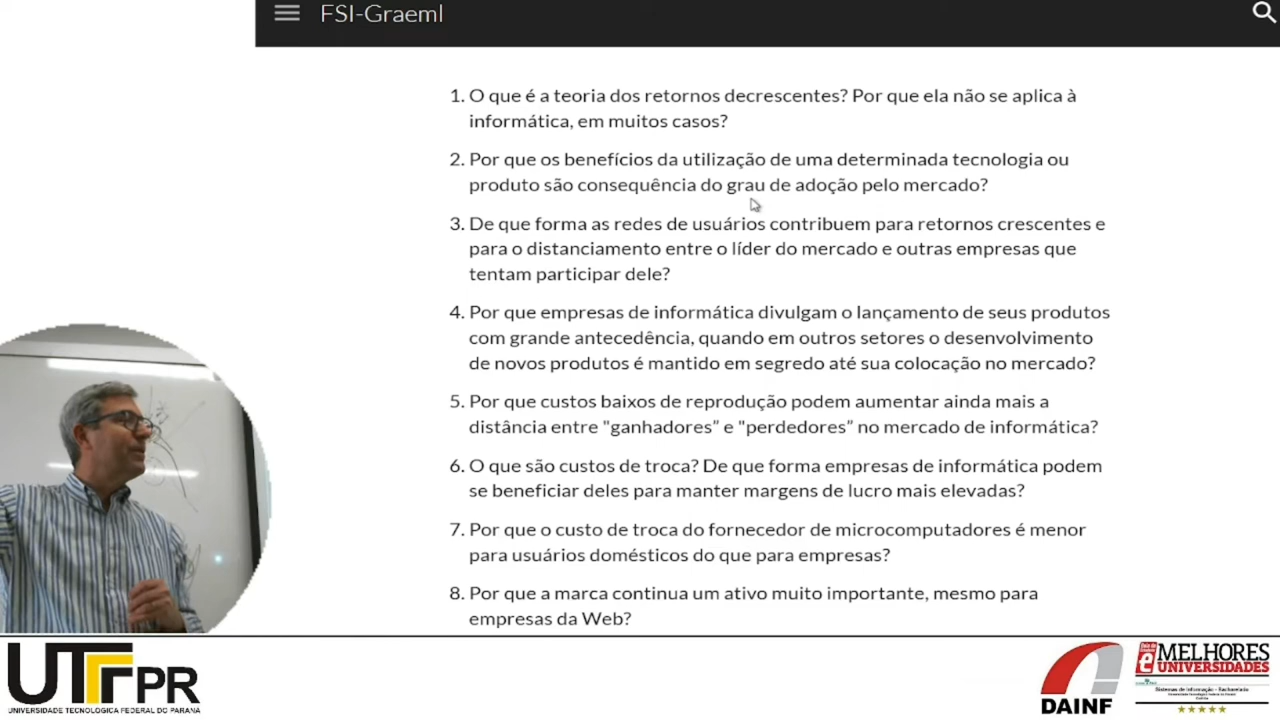 FSI-Graeml
1. O que é a teoria dos retornos decrescentes? Por que ela não se aplica à
informática, em muitos casos?
2. Por que os benefícios da utilização de uma determinada tecnologia ou
produto são consequência do grau de adoção pelo mercado?
3. De que forma as redes de usuários contribuem para retornos crescentes e
para o distanciamento entre o líder do mercado e outras empresas que
tentam participar dele?
4. Por que empresas de informática divulgam o lançamento de seus produtos
com grande antecedência, quando em outros setores o desenvolvimento
de novos produtos é mantido em segredo até sua colocação no mercado?
5. Por que custos baixos de reprodução podem aumentar ainda mais a
distância entre "ganhadores” e "perdedores” no mercado de informática?
6. O que são custos de troca? De que forma empresas de informática podem
se beneficiar deles para manter margens de lucro mais elevadas?
7. Por que o custo de troca do fornecedor de microcomputadores é menor
para usuários domésticos do que para empresas?
8. Por que a marca continua um ativo muito importante, mesmo para
empresas da Web?
UTFPR
UNIVERSIDADE TECNOLÓGICA FEDERAL DO PARANÁ
DAINF
MELHORES
UNIVERSIDADES
Sistemas de Informação - Bacharelado